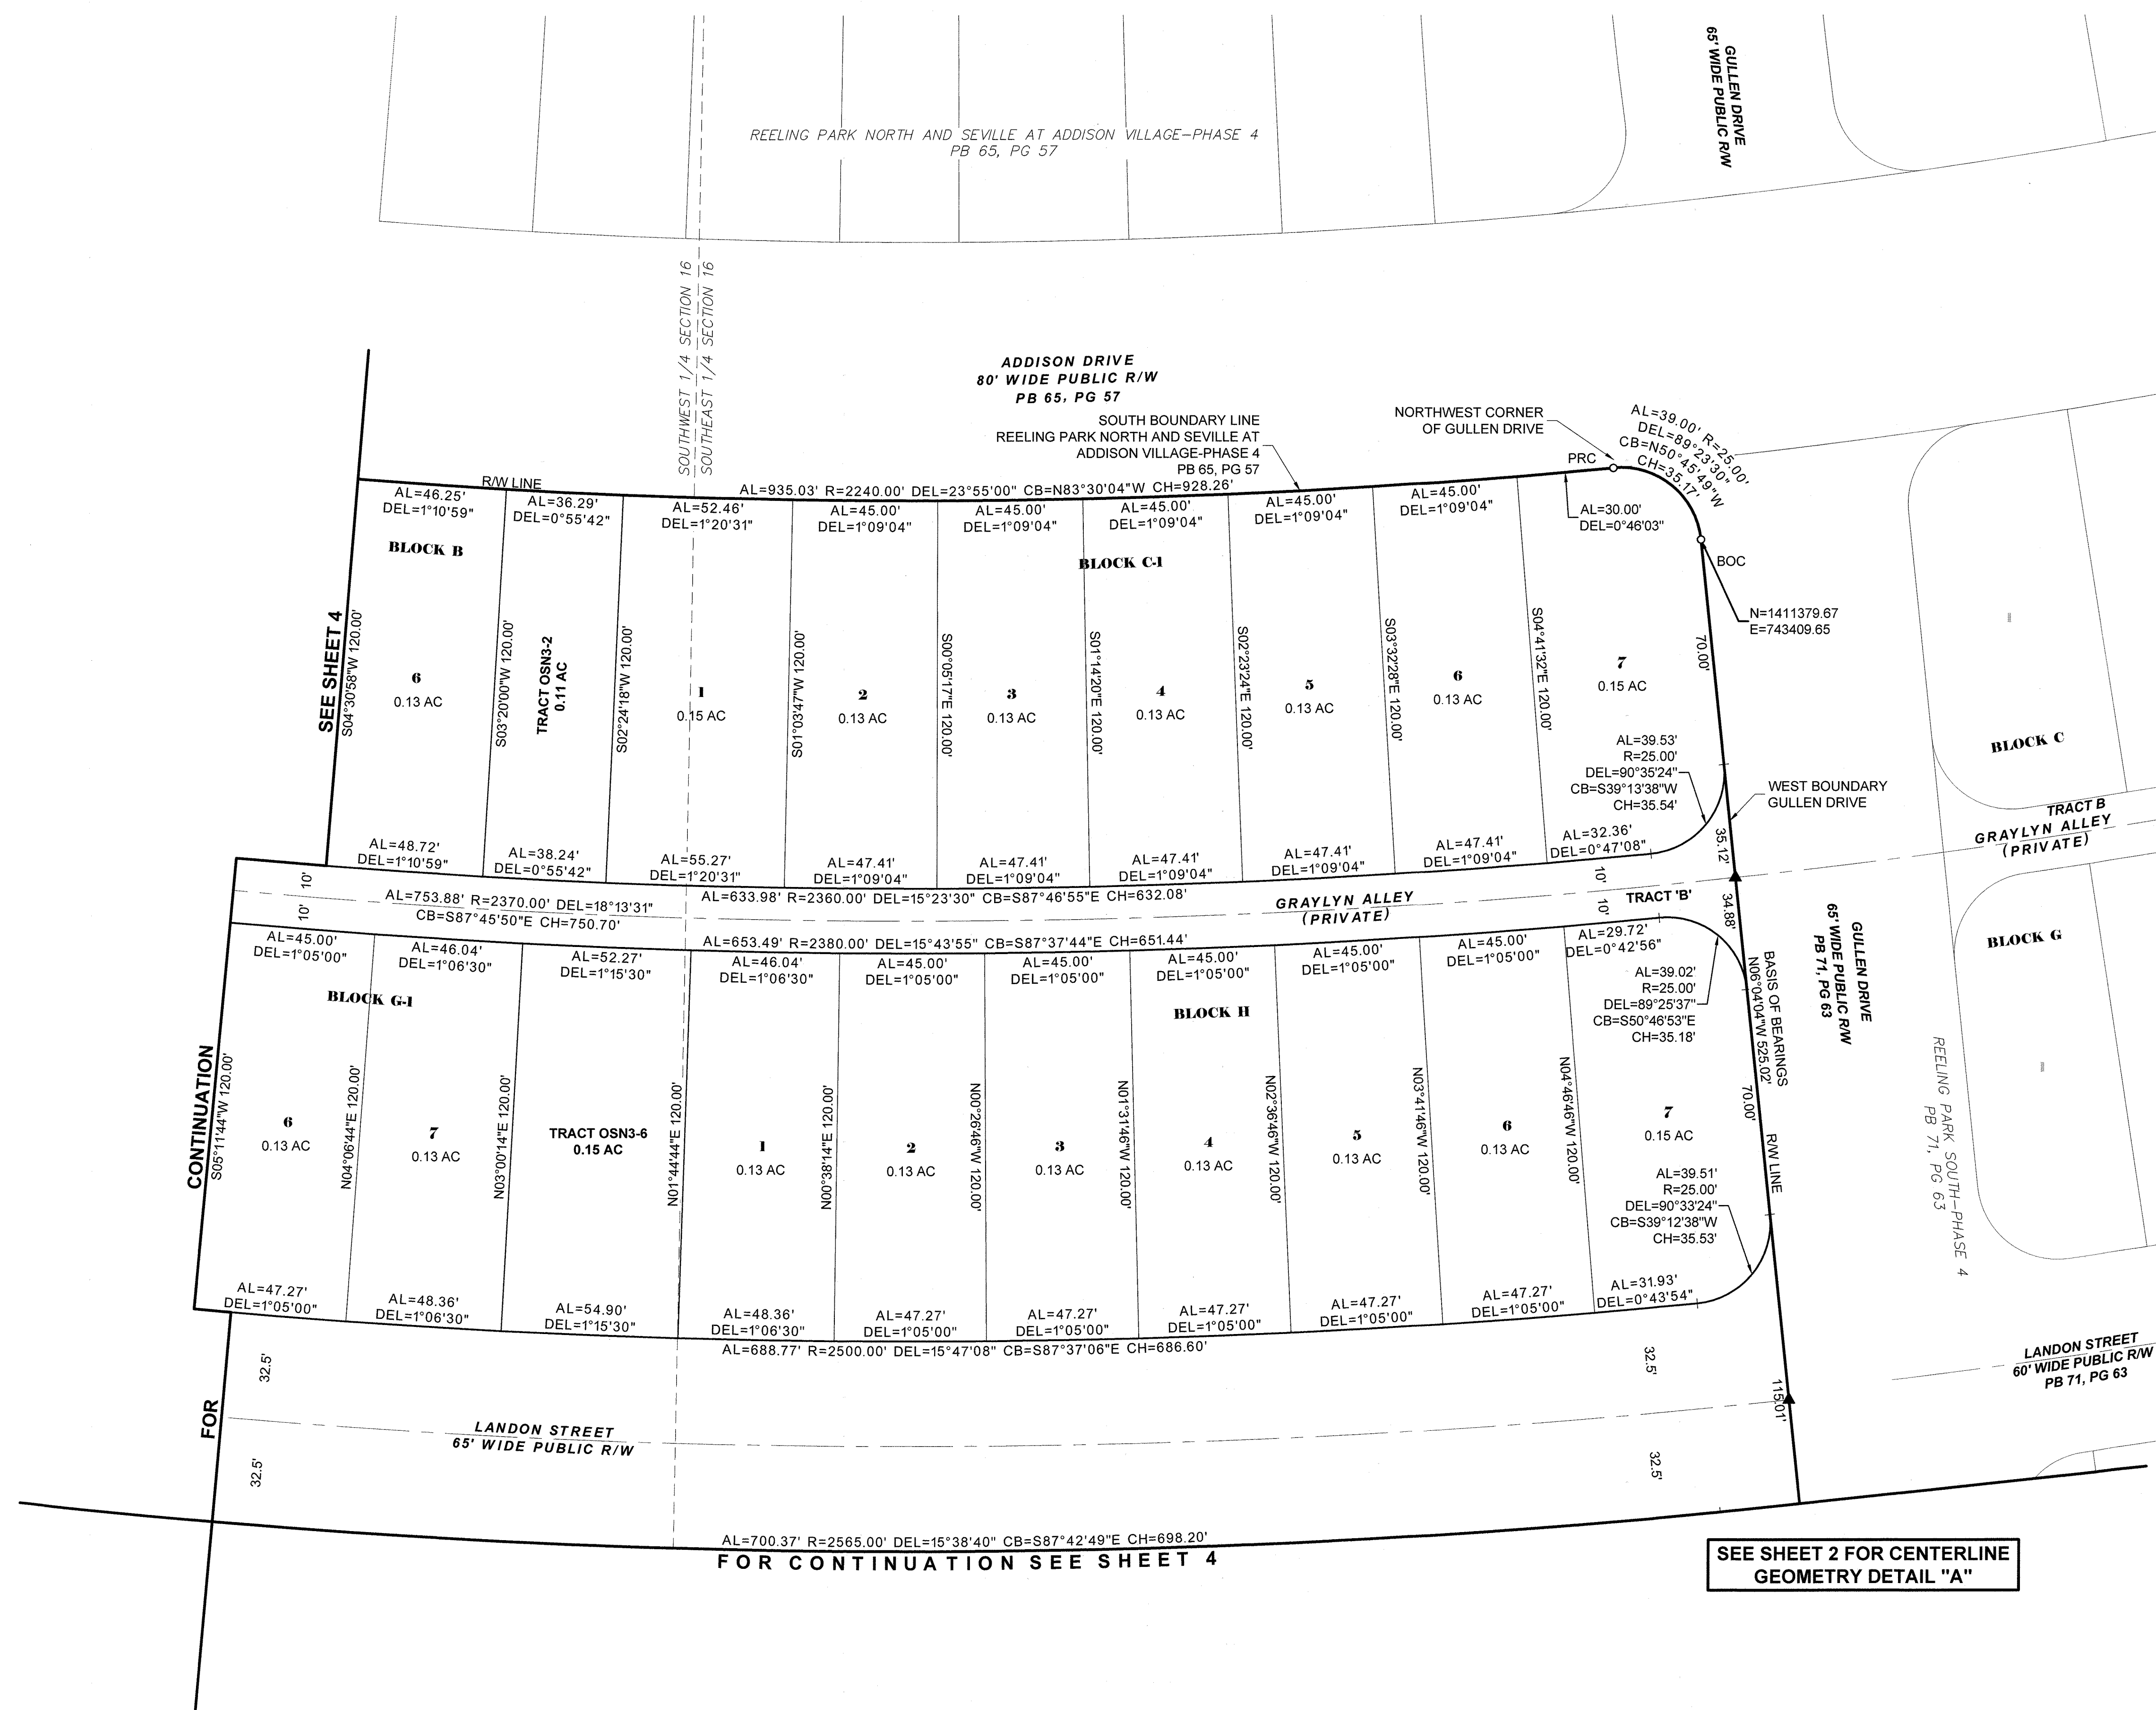 GULLEN DRIVE
65' WIDE PUBLIC R/W
REELING PARK NORTH AND SEVILLE AT ADDISON VILLAGE-PHASE 4
PB 65, PG 57
SOUTHWEST 1/4 SECTION 16
SOUTHEAST 1/4 SECTION 16
ADDISON DRIVE
80' WIDE PUBLIC R/W
PB 65, PG 57
SOUTH BOUNDARY LINE
REELING PARK NORTH AND SEVILLE AT
ADDISON VILLAGE-PHASE 4
PB 65, PG 57
NORTHWEST CORNER
OF GULLEN DRIVE
PRC
AL=39.00' R=25.00'
DEL=89°23'30"
CB=N50°45'49"W
CH=35.17'
R/W LINE
AL=935.03' R=2240.00' DEL=23°55'00" CB=N83°30'04"W CH=928.26'
AL=46.25'
DEL=1°10'59"
AL=36.29'
DEL=0°55'42"
AL=52.46'
DEL=1°20'31"
AL=45.00'
DEL=1°09'04"
AL=45.00'
DEL=1°09'04"
AL=45.00'
DEL=1°09'04"
AL=45.00'
DEL=1°09'04"
AL=45.00'
DEL=1°09'04"
AL=30.00'
DEL=0°46'03"
BLOCK B
BLOCK C-1
BOC
N=1411379.67
E=743409.65
SEE SHEET 4
S04°30'58"W 120.00'
6
0.13 AC
S03°20'00"W 120.00'
TRACT OSN3-2
0.11 AC
S02°24'18"W 120.00'
1
0.15 AC
S01°03'47"W 120.00'
2
0.13 AC
S00°05'17"E 120.00'
3
0.13 AC
S01°14'20"E 120.00'
4
0.13 AC
S02°23'24"E 120.00'
5
0.13 AC
S03°32'28"E 120.00'
6
0.13 AC
S04°41'32"E 120.00'
7
0.15 AC
70.00'
AL=39.53'
R=25.00'
DEL=90°35'24"
CB=S39°13'38"W
CH=35.54'
WEST BOUNDARY
GULLEN DRIVE
BLOCK C
TRACT B
GRAYLYN ALLEY
(PRIVATE)
35.12'
AL=48.72'
DEL=1°10'59"
AL=38.24'
DEL=0°55'42"
AL=55.27'
DEL=1°20'31"
AL=47.41'
DEL=1°09'04"
AL=47.41'
DEL=1°09'04"
AL=47.41'
DEL=1°09'04"
AL=47.41'
DEL=1°09'04"
AL=47.41'
DEL=1°09'04"
AL=32.36'
DEL=0°47'08"
10'
10'
AL=753.88' R=2370.00' DEL=18°13'31"
CB=S87°45'50"E CH=750.70'
AL=633.98' R=2360.00' DEL=15°23'30" CB=S87°46'55"E CH=632.08'
GRAYLYN ALLEY
(PRIVATE)
10'
10'
TRACT 'B'
34.88'
AL=653.49' R=2380.00' DEL=15°43'55" CB=S87°37'44"E CH=651.44'
AL=45.00'
DEL=1°05'00"
AL=46.04'
DEL=1°06'30"
AL=52.27'
DEL=1°15'30"
AL=46.04'
DEL=1°06'30"
AL=45.00'
DEL=1°05'00"
AL=45.00'
DEL=1°05'00"
AL=45.00'
DEL=1°05'00"
AL=45.00'
DEL=1°05'00"
AL=45.00'
DEL=1°05'00"
AL=29.72'
DEL=0°42'56"
BLOCK G-1
BLOCK H
AL=39.02'
R=25.00'
DEL=89°25'37"
CB=S50°46'53"E
CH=35.18'
BASIS OF BEARINGS
N06°04'04"W 525.02'
GULLEN DRIVE
65' WIDE PUBLIC R/W
PB 71, PG 63
BLOCK G
REELING PARK SOUTH-PHASE 4
PB 71, PG 63
CONTINUATION
S05°11'44"W 120.00'
6
0.13 AC
N04°06'44"E 120.00'
7
0.13 AC
N03°00'14"E 120.00'
TRACT OSN3-6
0.15 AC
N01°44'44"E 120.00'
1
0.13 AC
N00°38'14"E 120.00'
2
0.13 AC
N00°26'46"W 120.00'
3
0.13 AC
N01°31'46"W 120.00'
4
0.13 AC
N02°36'46"W 120.00'
5
0.13 AC
N03°41'46"W 120.00'
6
0.13 AC
N04°46'46"W 120.00'
7
0.15 AC
70.00'
R/W LINE
AL=39.51'
R=25.00'
DEL=90°33'24"
CB=S39°12'38"W
CH=35.53'
AL=47.27'
DEL=1°05'00"
AL=48.36'
DEL=1°06'30"
AL=54.90'
DEL=1°15'30"
AL=48.36'
DEL=1°06'30"
AL=47.27'
DEL=1°05'00"
AL=47.27'
DEL=1°05'00"
AL=47.27'
DEL=1°05'00"
AL=47.27'
DEL=1°05'00"
AL=47.27'
DEL=1°05'00"
AL=31.93'
DEL=0°43'54"
AL=688.77' R=2500.00' DEL=15°47'08" CB=S87°37'06"E CH=686.60'
32.5'
32.5'
115.01'
LANDON STREET
60' WIDE PUBLIC R/W
PB 71, PG 63
FOR
LANDON STREET
65' WIDE PUBLIC R/W
32.5'
32.5'
AL=700.37' R=2565.00' DEL=15°38'40" CB=S87°42'49"E CH=698.20'
FOR CONTINUATION SEE SHEET 4
SEE SHEET 2 FOR CENTERLINE
GEOMETRY DETAIL "A"